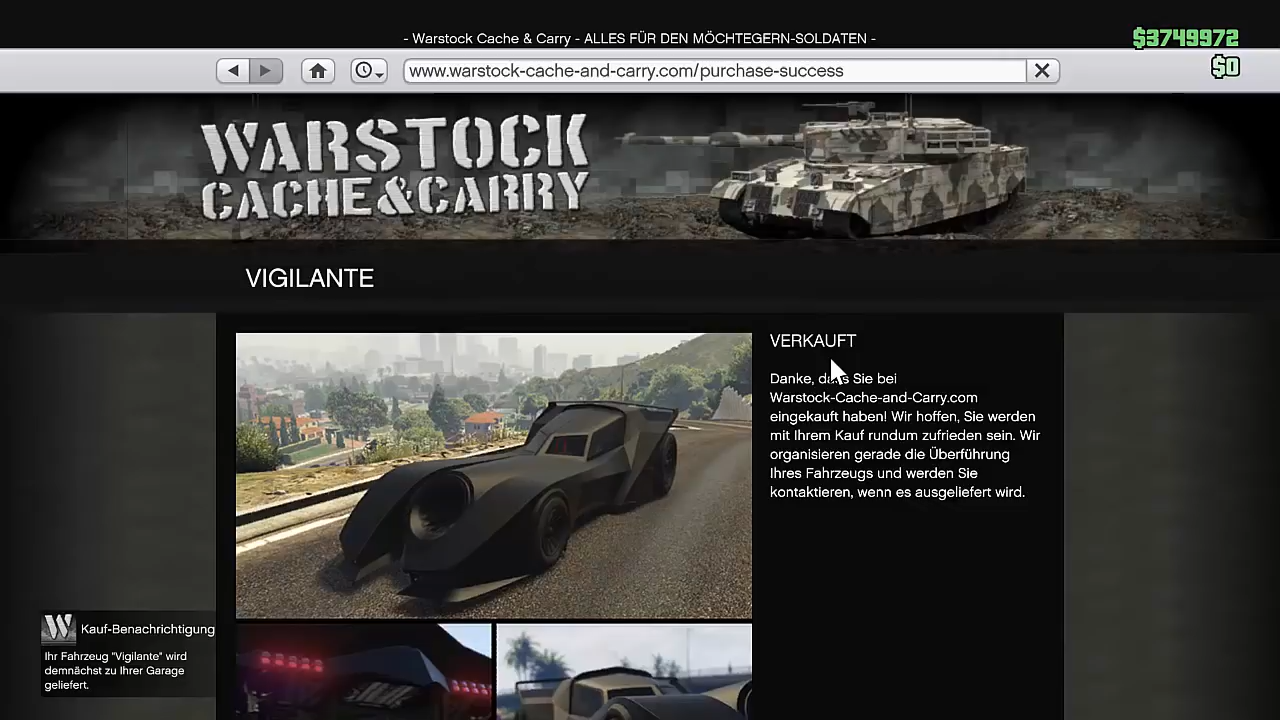 - Warstock Cache & Carry - ALLES FÜR DEN MÖCHTEGERN-SOLDATEN -
$3749972
$0
www.warstock-cache-and-carry.com/purchase-success
WARSTOCK
CACHE&CARRY
VIGILANTE
VERKAUFT
Danke, dass Sie bei
Warstock-Cache-and-Carry.com
eingekauft haben! Wir hoffen, Sie werden
mit Ihrem Kauf rundum zufrieden sein. Wir
organisieren gerade die Überführung
Ihres Fahrzeugs und werden Sie
kontaktieren, wenn es ausgeliefert wird.
W
Kauf-Benachrichtigung
Ihr Fahrzeug "Vigilante" wird
demnächst zu Ihrer Garage
geliefert.